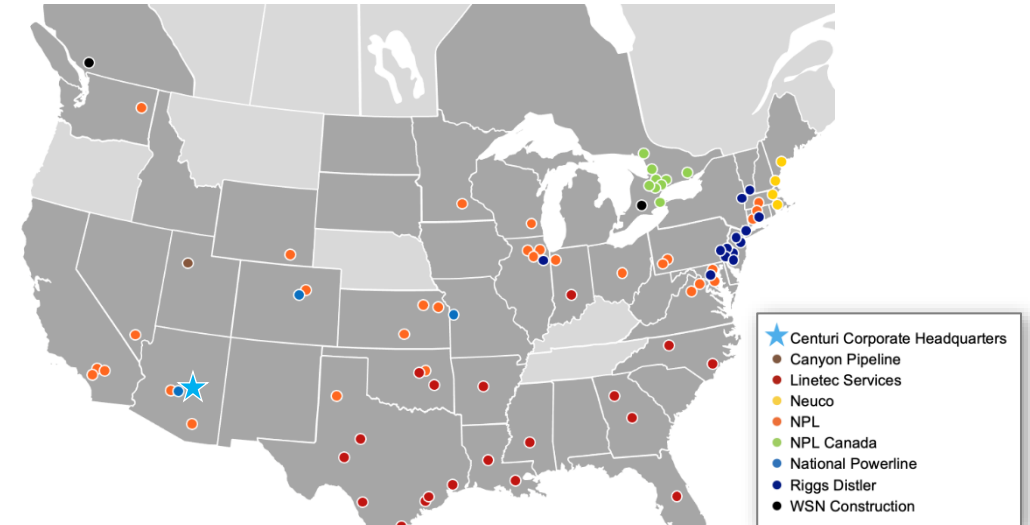 Centuri Corporate Headquarters
Canyon Pipeline
Linetec Services
Neuco
NPL
NPL Canada
National Powerline
Riggs Distler
WSN Construction